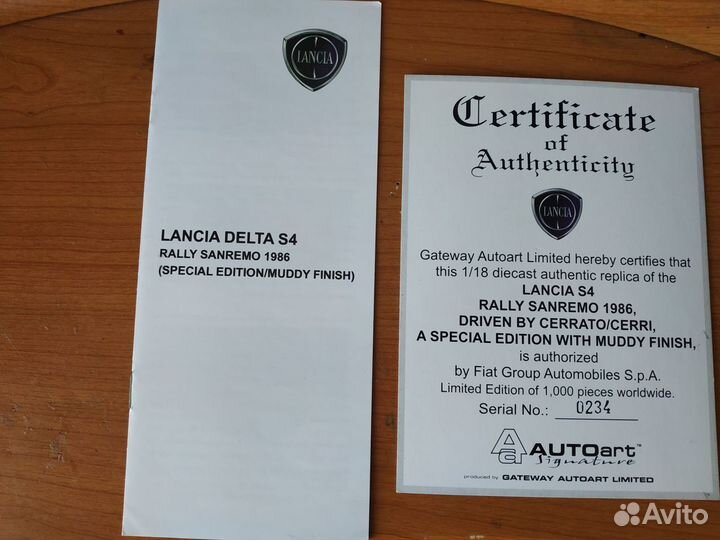 LANCIA
LANCIA DELTA S4
RALLY SANREMO 1986
(SPECIAL EDITION/MUDDY FINISH)
Certificate
of
Authenticity
LANCIA
Gateway Autoart Limited hereby certifies that
this 1/18 diecast authentic replica of the
LANCIA S4
RALLY SANREMO 1986,
DRIVEN BY CERRATO/CERRI,
A SPECIAL EDITION WITH MUDDY FINISH,
is authorized
by Fiat Group Automobiles S.p.A.
Limited Edition of 1,000 pieces worldwide.
Serial No.: 0234
Aa AUTOart™
Signature
produced by GATEWAY AUTOART LIMITED
Avito